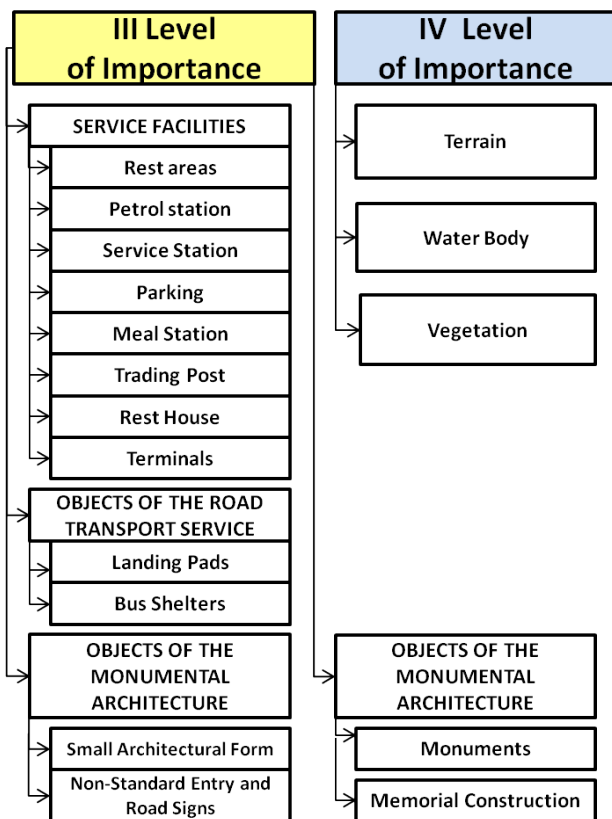 III Level
of Importance
SERVICE FACILITIES
Rest areas
Petrol station
Service Station
Parking
Meal Station
Trading Post
Rest House
Terminals
OBJECTS OF THE ROAD
TRANSPORT SERVICE
Landing Pads
Bus Shelters
OBJECTS OF THE
MONUMENTAL
ARCHITECTURE
Small Architectural Form
Non-Standard Entry and
Road Signs
IV Level
of Importance
Terrain
Water Body
Vegetation
OBJECTS OF THE
MONUMENTAL
ARCHITECTURE
Monuments
Memorial Construction